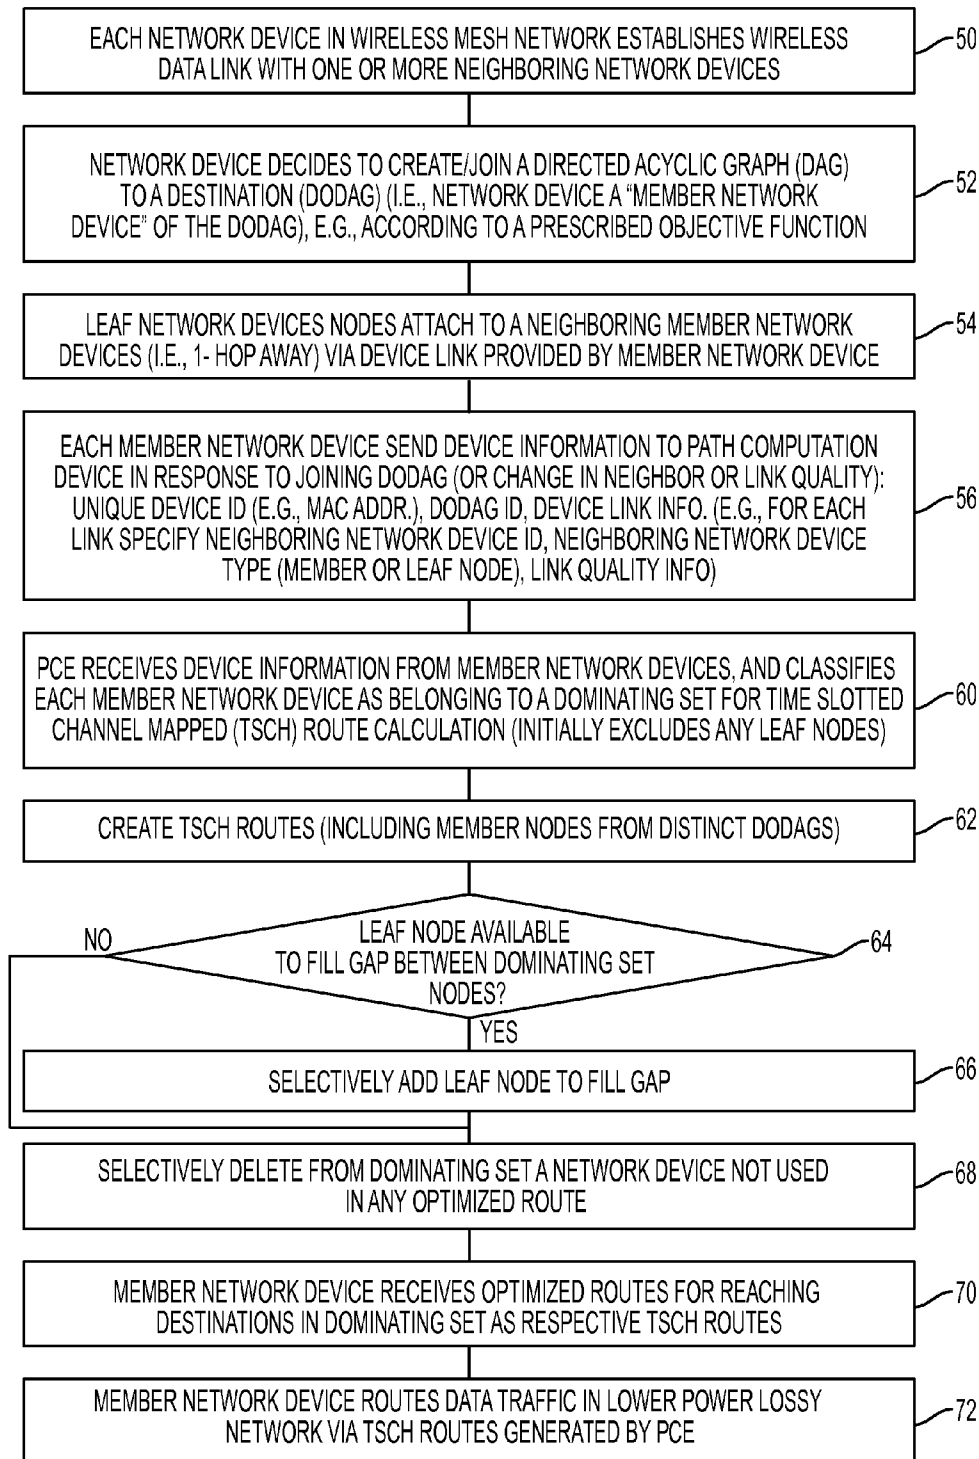 EACH NETWORK DEVICE IN WIRELESS MESH NETWORK ESTABLISHES WIRELESS
DATA LINK WITH ONE OR MORE NEIGHBORING NETWORK DEVICES
50
NETWORK DEVICE DECIDES TO CREATE/JOIN A DIRECTED ACYCLIC GRAPH (DAG)
TO A DESTINATION (DODAG) (I.E., NETWORK DEVICE A "MEMBER NETWORK
DEVICE" OF THE DODAG), E.G., ACCORDING TO A PRESCRIBED OBJECTIVE FUNCTION
52
LEAF NETWORK DEVICES NODES ATTACH TO A NEIGHBORING MEMBER NETWORK
DEVICES (I.E., 1- HOP AWAY) VIA DEVICE LINK PROVIDED BY MEMBER NETWORK DEVICE
54
EACH MEMBER NETWORK DEVICE SEND DEVICE INFORMATION TO PATH COMPUTATION
DEVICE IN RESPONSE TO JOINING DODAG (OR CHANGE IN NEIGHBOR OR LINK QUALITY):
UNIQUE DEVICE ID (E.G., MAC ADDR.), DODAG ID, DEVICE LINK INFO. (E.G., FOR EACH
LINK SPECIFY NEIGHBORING NETWORK DEVICE ID, NEIGHBORING NETWORK DEVICE
TYPE (MEMBER OR LEAF NODE), LINK QUALITY INFO)
56
PCE RECEIVES DEVICE INFORMATION FROM MEMBER NETWORK DEVICES, AND CLASSIFIES
EACH MEMBER NETWORK DEVICE AS BELONGING TO A DOMINATING SET FOR TIME SLOTTED
CHANNEL MAPPED (TSCH) ROUTE CALCULATION (INITIALLY EXCLUDES ANY LEAF NODES)
60
CREATE TSCH ROUTES (INCLUDING MEMBER NODES FROM DISTINCT DODAGS)
62
LEAF NODE AVAILABLE
TO FILL GAP BETWEEN DOMINATING SET
NODES?
64
NO
YES
SELECTIVELY ADD LEAF NODE TO FILL GAP
66
SELECTIVELY DELETE FROM DOMINATING SET A NETWORK DEVICE NOT USED
IN ANY OPTIMIZED ROUTE
68
MEMBER NETWORK DEVICE RECEIVES OPTIMIZED ROUTES FOR REACHING
DESTINATIONS IN DOMINATING SET AS RESPECTIVE TSCH ROUTES
70
MEMBER NETWORK DEVICE ROUTES DATA TRAFFIC IN LOWER POWER LOSSY
NETWORK VIA TSCH ROUTES GENERATED BY PCE
72